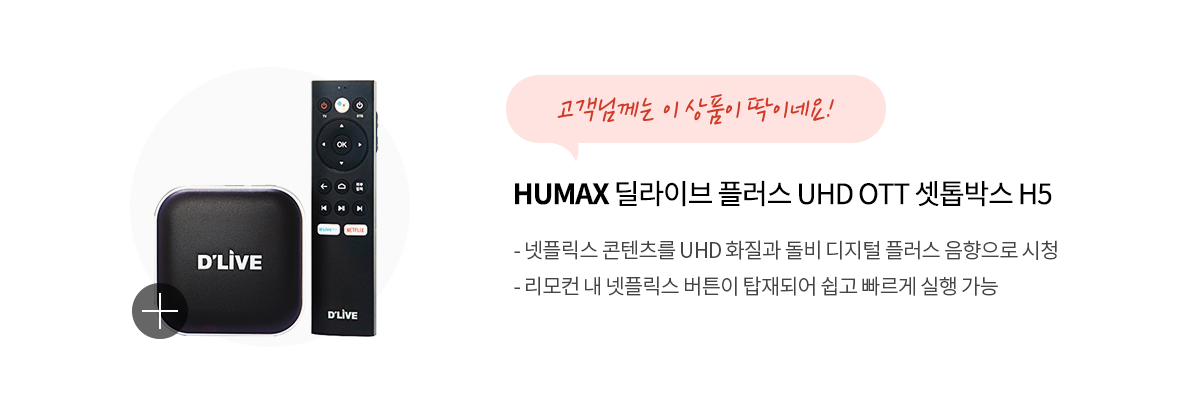 고객님께는 이 상품이 딱이네요!
HUMAX 딜라이브 플러스 UHD OTT 셋톱박스 H5
- 넷플릭스 콘텐츠를 UHD 화질과 돌비 디지털 플러스 음향으로 시청
- 리모컨 내 넷플릭스 버튼이 탑재되어 쉽고 빠르게 실행 가능
D'LIVE
TV
STB
OK
NETFLIX
D'LIVE